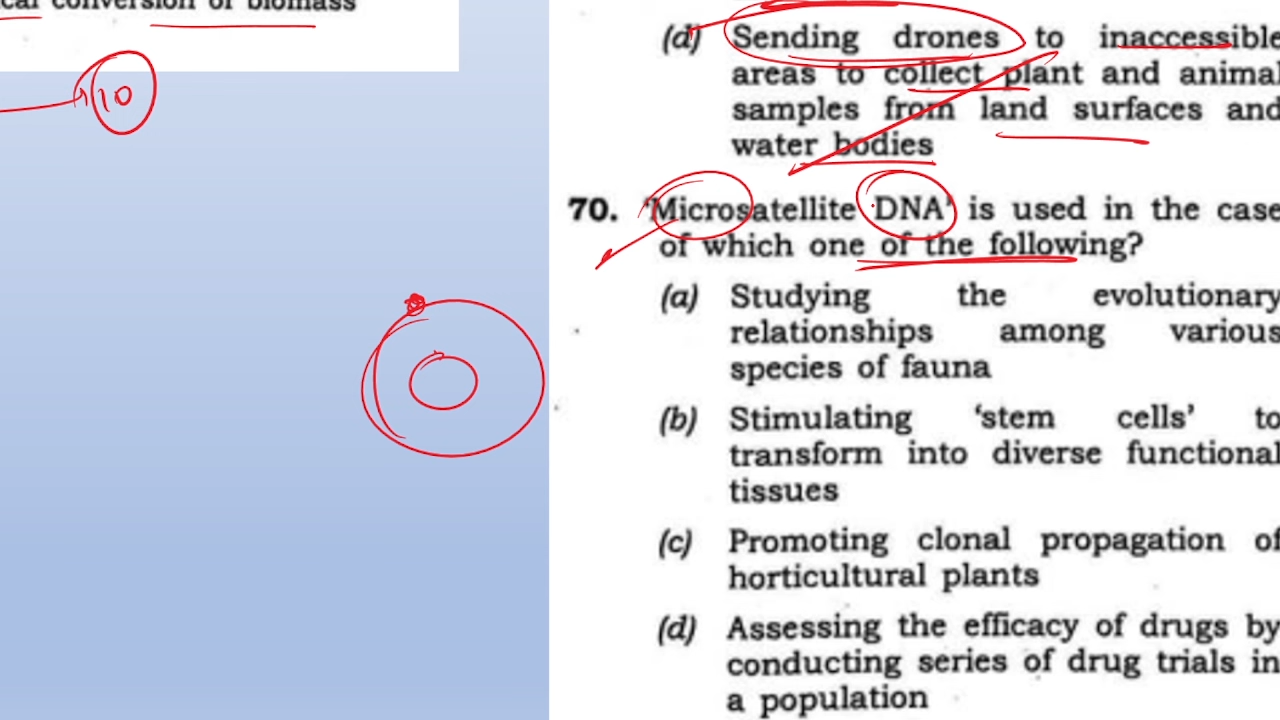 conversion of biomass
10
(d) Sending drones to inaccessible
areas to collect plant and animal
samples from land surfaces and
water bodies
70. 'Microsatellite DNA' is used in the case
of which one of the following?
(a) Studying the evolutionary
relationships among various
species of fauna
(b) Stimulating 'stem cells' to
transform into diverse functional
tissues
(c) Promoting clonal propagation of
horticultural plants
(d) Assessing the efficacy of drugs by
conducting series of drug trials in
a population